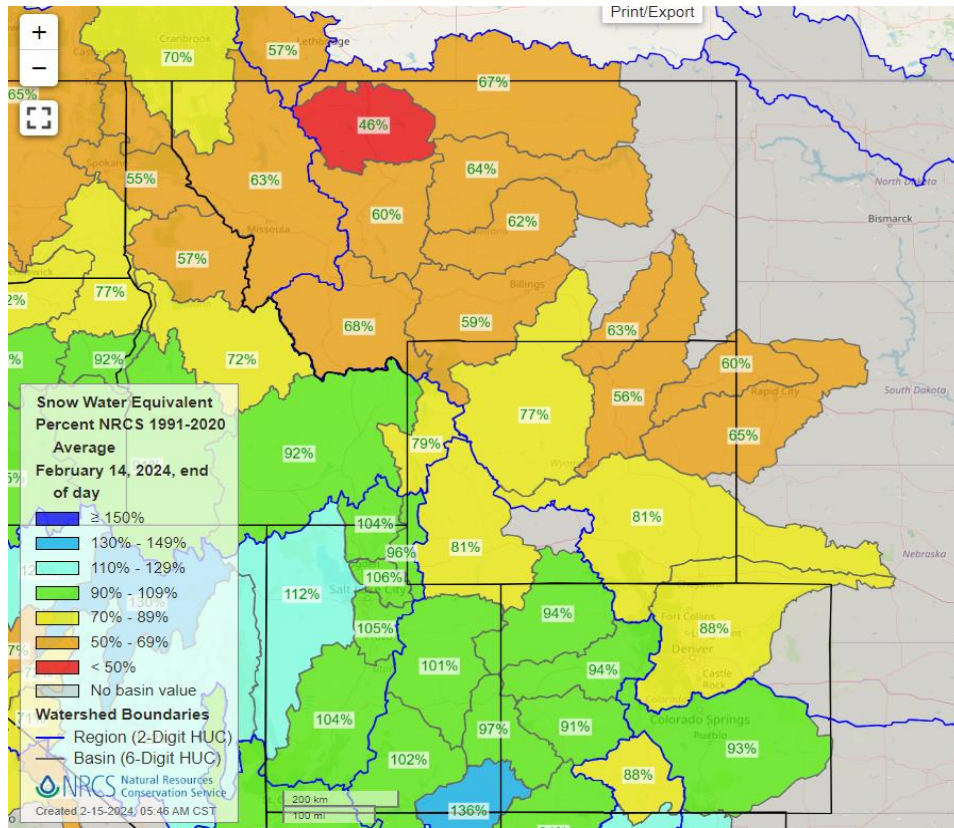 Print/Export
+
−
Cranbrook
70%
57%
Lethbridge
67%
65%
46%
Spokane
55%
63%
64%
North Dakota
Bismarck
60%
62%
Missoula
57%
77%
Billings
68%
59%
63%
92%
72%
60%
South Dakota
56%
Rapid City
77%
79%
65%
92%
104%
81%
81%
96%
Nebraska
106%
112%
Salt Lake City
105%
94%
Fort Collins
88%
Denver
101%
94%
Castle
Rock
104%
97%
91%
Colorado Springs
Pueblo
93%
102%
88%
136%
Snow Water Equivalent
Percent NRCS 1991-2020
Average
February 14, 2024, end
of day
≥ 150%
130% - 149%
110% - 129%
90% - 109%
70% - 89%
50% - 69%
< 50%
No basin value
Watershed Boundaries
Region (2-Digit HUC)
Basin (6-Digit HUC)
NRCS Natural Resources
Conservation Service
Created 2-15-2024, 05:46 AM CST
200 km
100 mi